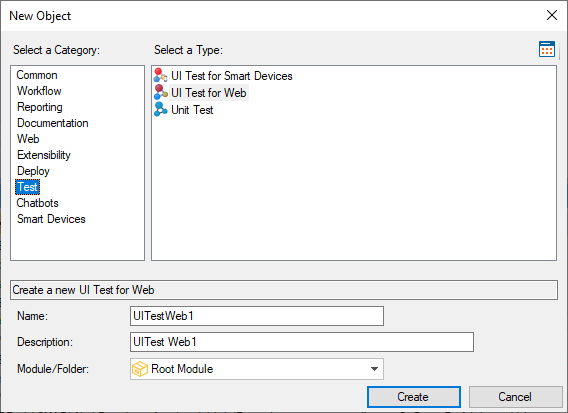 New Object
Select a Category:
Select a Type:
Common
Workflow
Reporting
Documentation
Web
Extensibility
Deploy
Test
Chatbots
Smart Devices
UI Test for Smart Devices
UI Test for Web
Unit Test
Create a new UI Test for Web
Name: UITestWeb1
Description: UITest Web1
Module/Folder: Root Module
Create Cancel